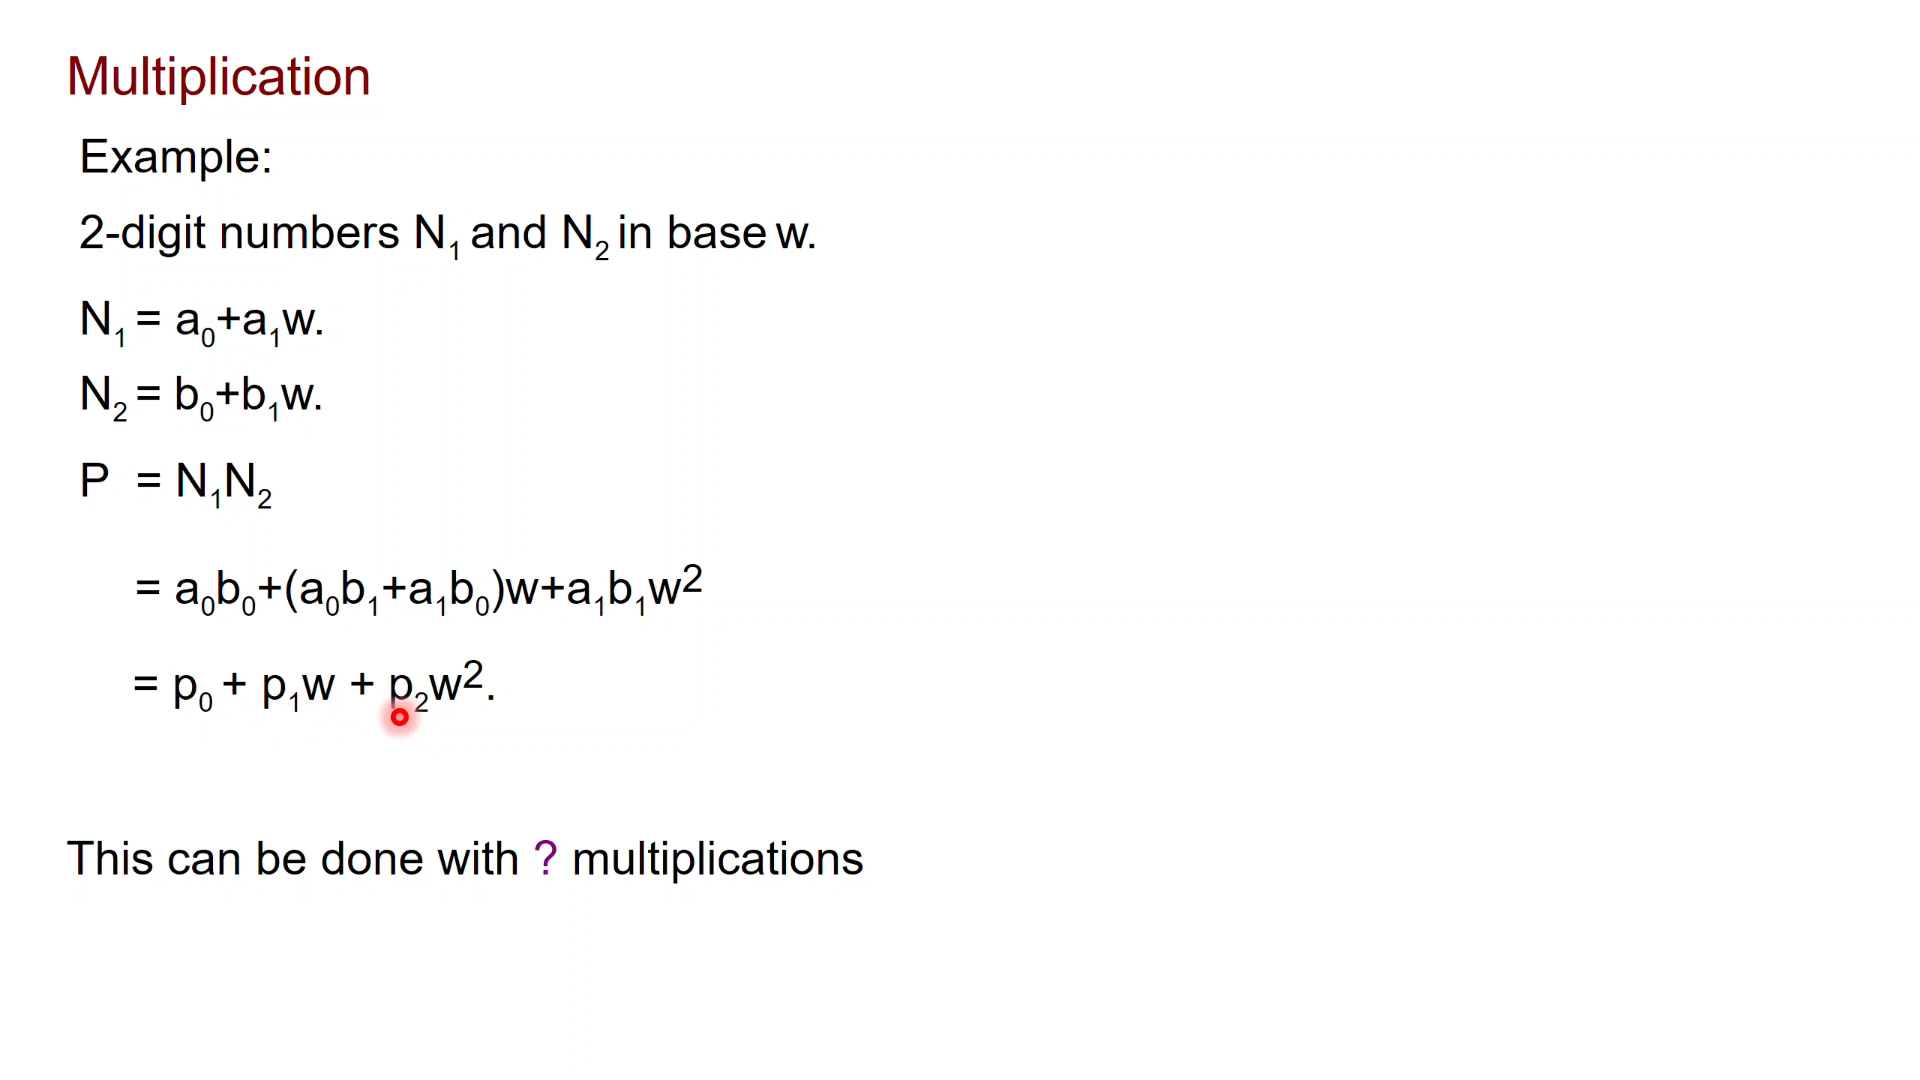 Multiplication
Example:
2-digit numbers N₁ and N₂ in base w.
N₁ = a₀+a₁w.
N₂ = b₀+b₁w.
P = N₁N₂
= a₀b₀+(a₀b₁+a₁b₀)w+a₁b₁w²
= p₀ + p₁w + p₂w².
This can be done with ? multiplications